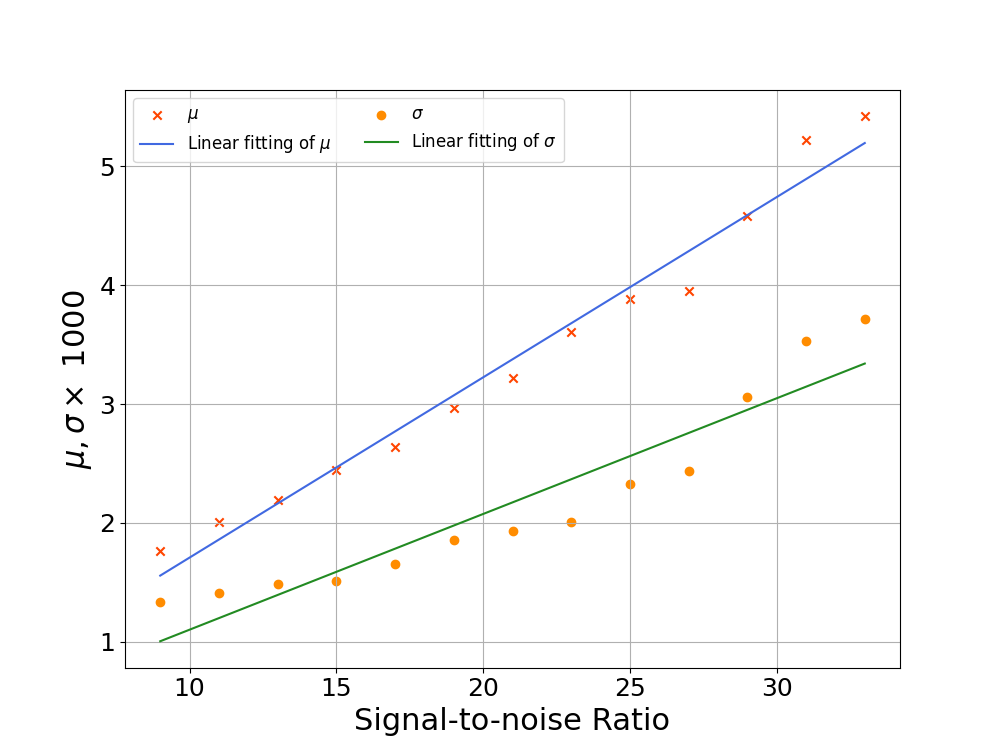 μ
σ
Linear fitting of μ
Linear fitting of σ
5
4
3
2
1
μ, σ × 1000
10
15
20
25
30
Signal-to-noise Ratio